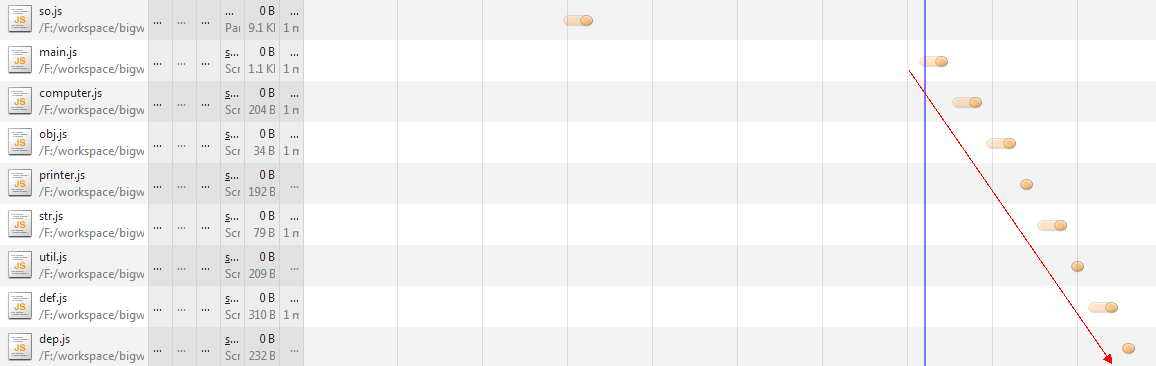 so.js ... ... ... ... 0 B ...
/F:/workspace/bigw Par 9.1 KB 1 m
main.js ... ... ... s... 0 B ...
/F:/workspace/bigw Scr 1.1 KB 1 m
computer.js ... ... ... s... 0 B ...
/F:/workspace/bigw Scr 204 B 1 m
obj.js ... ... ... s... 0 B ...
/F:/workspace/bigw Scr 34 B 1 m
printer.js ... ... ... s... 0 B
/F:/workspace/bigw Scr 192 B ...
str.js ... ... ... s... 0 B ...
/F:/workspace/bigw Scr 79 B 1 m
util.js ... ... ... s... 0 B
/F:/workspace/bigw Scr 209 B ...
def.js ... ... ... s... 0 B ...
/F:/workspace/bigw Scr 310 B 1 m
dep.js ... ... ... s... 0 B
/F:/workspace/bigw Scr 232 B ...